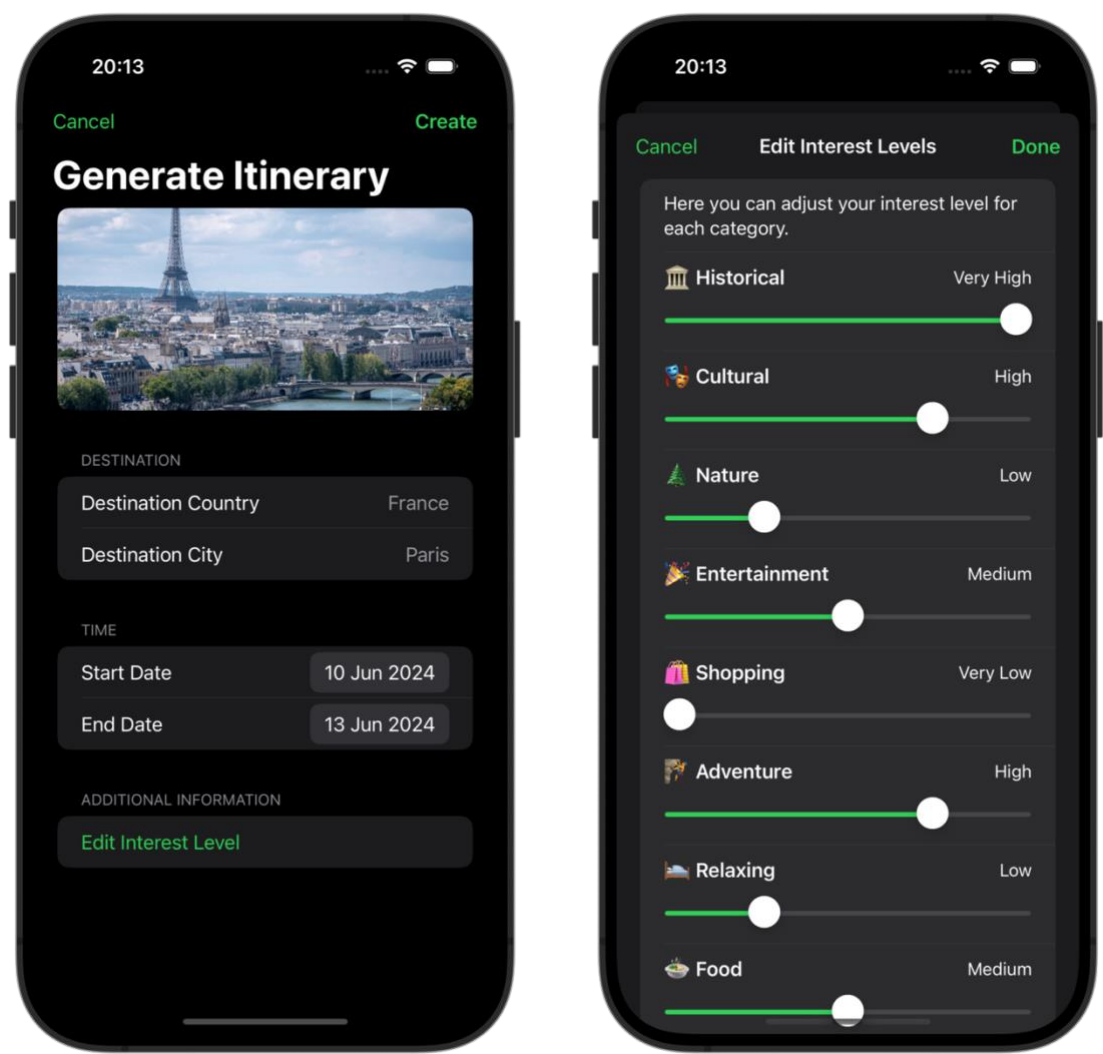 20:13
Cancel
Create
Generate Itinerary
DESTINATION
Destination Country France
Destination City Paris
TIME
Start Date 10 Jun 2024
End Date 13 Jun 2024
ADDITIONAL INFORMATION
Edit Interest Level
20:13
Cancel Edit Interest Levels Done
Here you can adjust your interest level for
each category.
Historical Very High
Cultural High
Nature Low
Entertainment Medium
Shopping Very Low
Adventure High
Relaxing Low
Food Medium